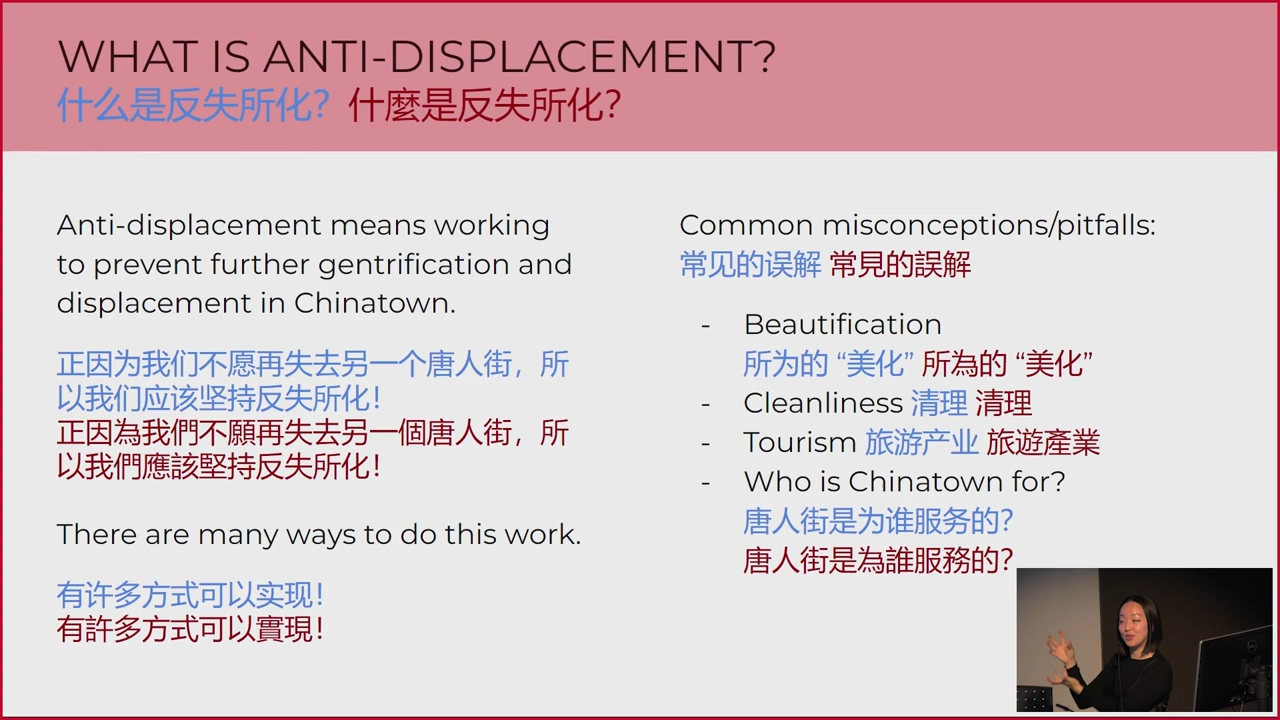 WHAT IS ANTI-DISPLACEMENT?
什么是反失所化？ 什麼是反失所化？
Anti-displacement means working
to prevent further gentrification and
displacement in Chinatown.
正因为我们不愿再失去另一个唐人街，所
以我们应该坚持反失所化！
正因為我們不願再失去另一個唐人街，所
以我們應該堅持反失所化！
There are many ways to do this work.
有许多方式可以实现！
有許多方式可以實現！
Common misconceptions/pitfalls:
常见的误解 常見的誤解
- Beautification
所为的 “美化” 所為的 “美化”
- Cleanliness 清理 清理
- Tourism 旅游产业 旅遊產業
- Who is Chinatown for?
唐人街是为谁服务的？
唐人街是為誰服務的？